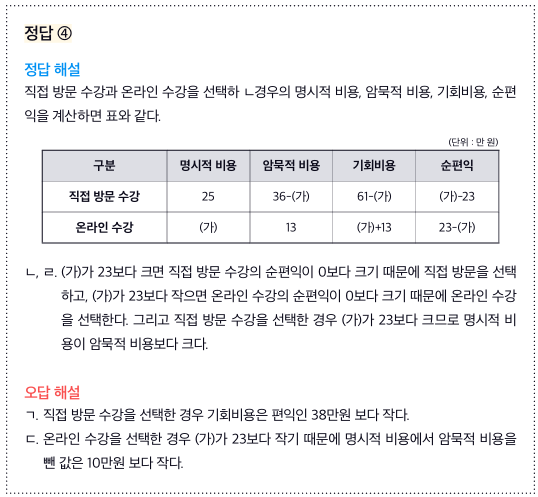 정답 ④
정답 해설
직접 방문 수강과 온라인 수강을 선택하 ㄴ경우의 명시적 비용, 암묵적 비용, 기회비용, 순편
익을 계산하면 표와 같다.
(단위 : 만 원)
구분 명시적 비용 암묵적 비용 기회비용 순편익
직접 방문 수강 25 36-(가) 61-(가) (가)-23
온라인 수강 (가) 13 (가)+13 23-(가)
ㄴ, ㄹ. (가)가 23보다 크면 직접 방문 수강의 순편익이 0보다 크기 때문에 직접 방문을 선택
하고, (가)가 23보다 작으면 온라인 수강의 순편익이 0보다 크기 때문에 온라인 수강
을 선택한다. 그리고 직접 방문 수강을 선택한 경우 (가)가 23보다 크므로 명시적 비
용이 암묵적 비용보다 크다.
오답 해설
ㄱ. 직접 방문 수강을 선택한 경우 기회비용은 편익인 38만원 보다 작다.
ㄷ. 온라인 수강을 선택한 경우 (가)가 23보다 작기 때문에 명시적 비용에서 암묵적 비용을
뺀 값은 10만원 보다 작다.